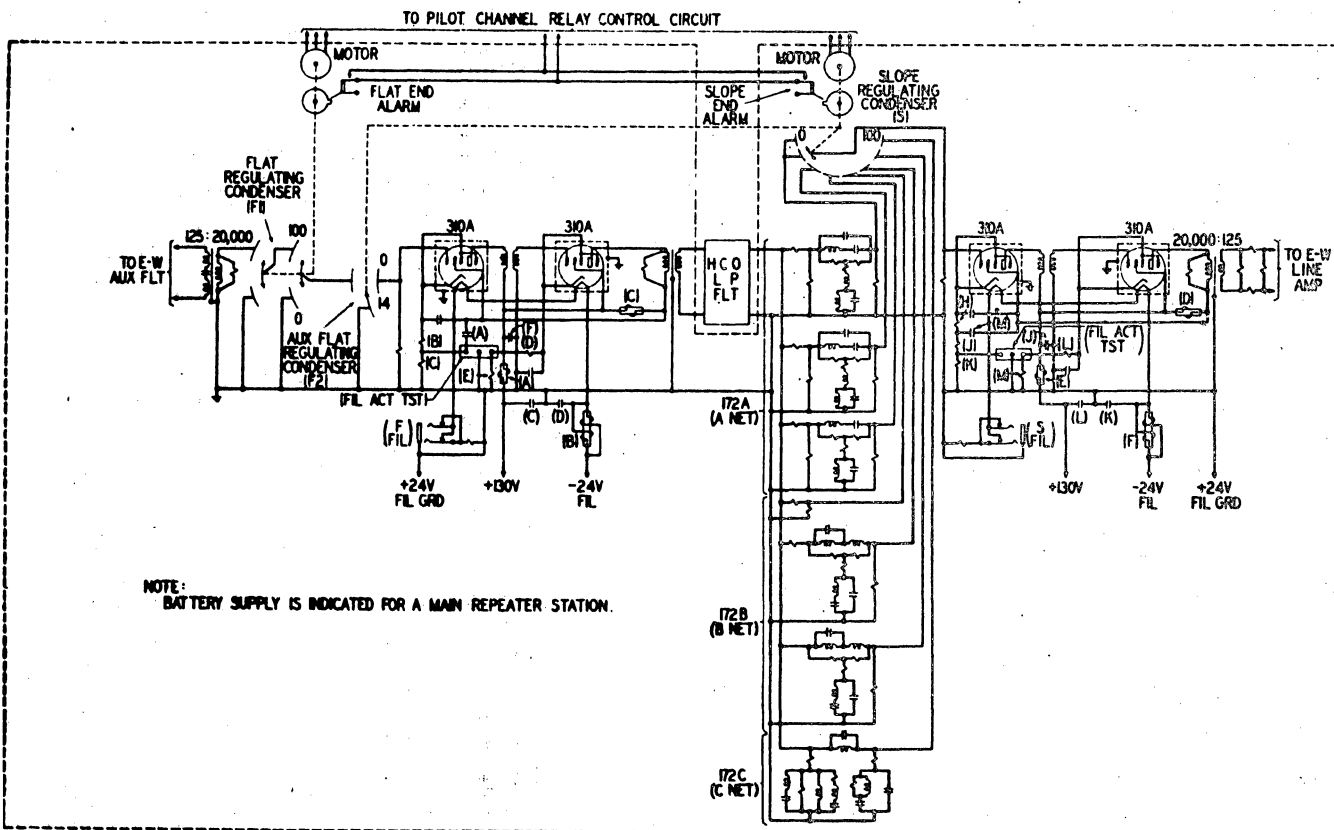 TO PILOT CHANNEL RELAY CONTROL CIRCUIT
MOTOR
MOTOR
FLAT END
ALARM
SLOPE
END
ALARM
SLOPE
REGULATING
CONDENSER
(S)
0
100
FLAT
REGULATING
CONDENSER
(F1)
100
0
125:20,000
TO E-W
AUX FLT
0
14
AUX FLAT
REGULATING
CONDENSER
(F2)
310A
310A
(C)
(B)
(C)
(A)
(F)
(D)
(E)
(A)
(FIL ACT TST)
(C)
(D)
(B)
(F
FIL)
+24V
FIL GRD
+130V
-24V
FIL
HCO
LP
FLT
172A
(A NET)
172B
(B NET)
172C
(C NET)
310A
310A
20,000:125
TO E-W
LINE
AMP
(D)
(H)
(M)
(J)
(L)
(FIL ACT
TST)
(J)
(K)
(M)
(E)
(L)
(K)
(F)
(S
FIL)
+130V
-24V
FIL
+24V
FIL GRD
NOTE:
BATTERY SUPPLY IS INDICATED FOR A MAIN REPEATER STATION.